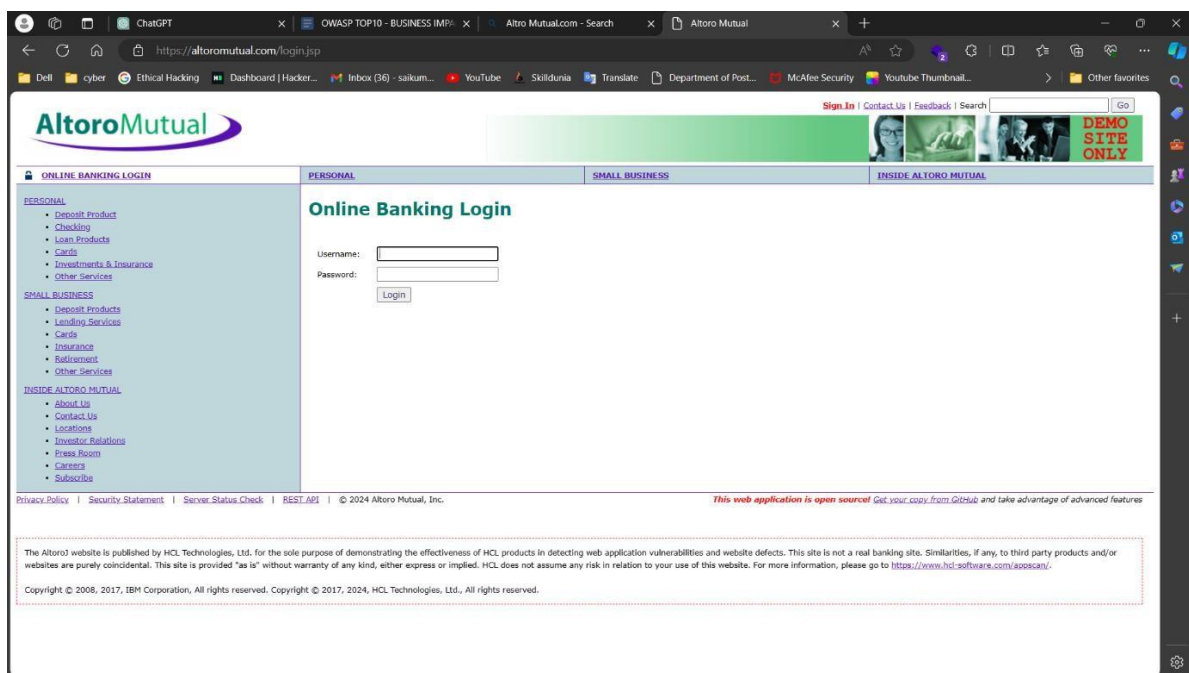 ChatGPT
OWASP TOP10 - BUSINESS IMPA
Altro Mutual.com - Search
Altoro Mutual
https://altoromutual.com/login.jsp
Dell
cyber
Ethical Hacking
Dashboard | Hacker...
Inbox (36) - saikum...
YouTube
Skilldunia
Translate
Department of Post...
McAfee Security
Youtube Thumbnail...
Other favorites
Sign In | Contact Us | Feedback | Search
Go
AltoroMutual
DEMO
SITE
ONLY
ONLINE BANKING LOGIN
PERSONAL
SMALL BUSINESS
INSIDE ALTORO MUTUAL
PERSONAL
• Deposit Product
• Checking
• Loan Products
• Cards
• Investments & Insurance
• Other Services
SMALL BUSINESS
• Deposit Products
• Lending Services
• Cards
• Insurance
• Retirement
• Other Services
INSIDE ALTORO MUTUAL
• About Us
• Contact Us
• Locations
• Investor Relations
• Press Room
• Careers
• Subscribe
Online Banking Login
Username:
Password:
Login
Privacy Policy | Security Statement | Server Status Check | REST API | © 2024 Altoro Mutual, Inc.
This web application is open source! Get your copy from GitHub and take advantage of advanced features
The AltoroJ website is published by HCL Technologies, Ltd. for the sole purpose of demonstrating the effectiveness of HCL products in detecting web application vulnerabilities and website defects. This site is not a real banking site. Similarities, if any, to third party products and/or
websites are purely coincidental. This site is provided "as is" without warranty of any kind, either express or implied. HCL does not assume any risk in relation to your use of this website. For more information, please go to https://www.hcl-software.com/appscan/.
Copyright © 2008, 2017, IBM Corporation, All rights reserved. Copyright © 2017, 2024, HCL Technologies, Ltd., All rights reserved.